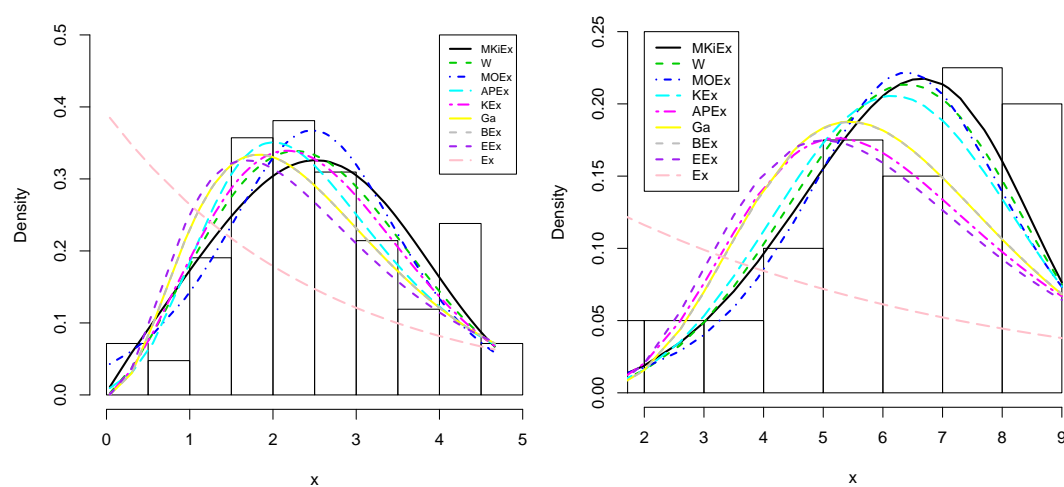 0.5
0.4
0.3
0.2
0.1
0.0
Density
0 1 2 3 4 5
x
MKiEx
W
MOEx
APEx
KEx
Ga
BEx
EEx
Ex
0.25
0.20
0.15
0.10
0.05
0.00
Density
2 3 4 5 6 7 8 9
x
MKiEx
W
MOEx
KEx
APEx
Ga
BEx
EEx
Ex